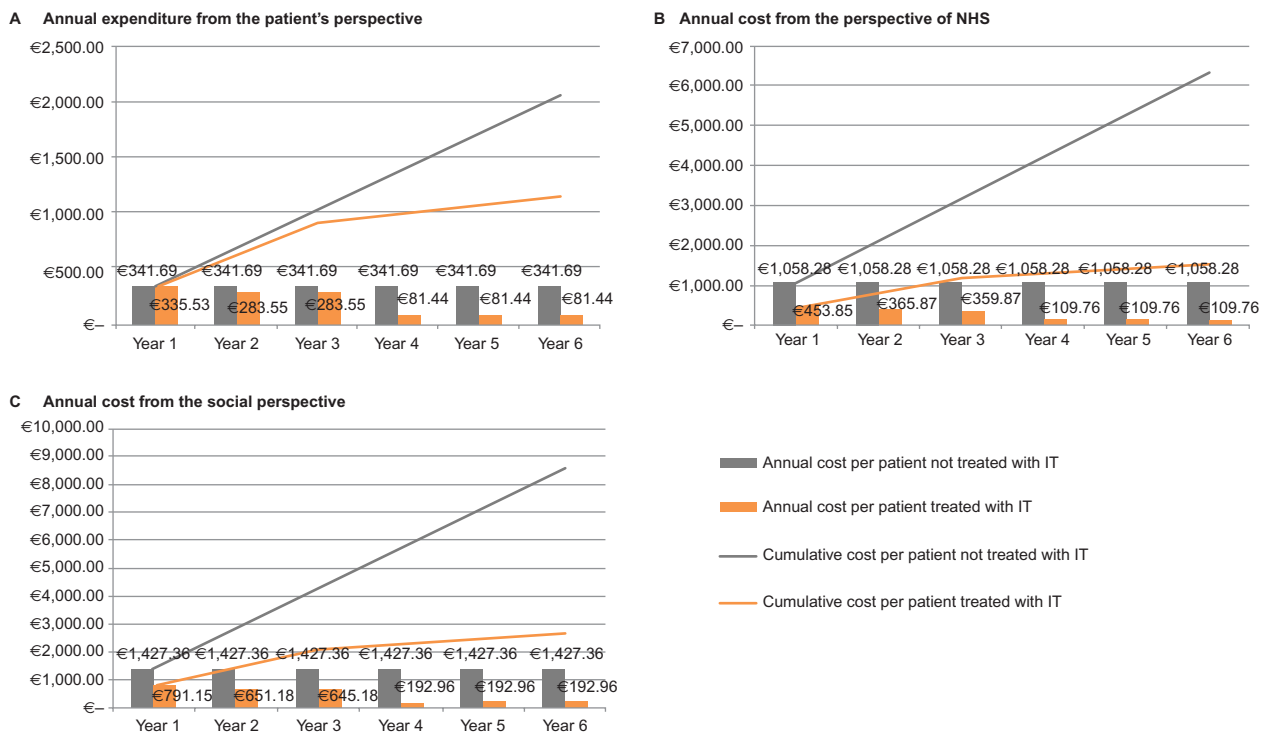 A Annual expenditure from the patient's perspective
€2,500.00
€2,000.00
€1,500.00
€1,000.00
€500.00
€–
€341.69 €341.69 €341.69 €341.69 €341.69 €341.69
€335.53 €283.55 €283.55 €81.44 €81.44 €81.44
Year 1 Year 2 Year 3 Year 4 Year 5 Year 6
B Annual cost from the perspective of NHS
€7,000.00
€6,000.00
€5,000.00
€4,000.00
€3,000.00
€2,000.00
€1,000.00
€–
€1,058.28 €1,058.28 €1,058.28 €1,058.28 €1,058.28 €1,058.28
€453.85 €365.87 €359.87 €109.76 €109.76 €109.76
Year 1 Year 2 Year 3 Year 4 Year 5 Year 6
C Annual cost from the social perspective
€10,000.00
€9,000.00
€8,000.00
€7,000.00
€6,000.00
€5,000.00
€4,000.00
€3,000.00
€2,000.00
€1,000.00
€–
€1,427.36 €1,427.36 €1,427.36 €1,427.36 €1,427.36 €1,427.36
€791.15 €651.18 €645.18 €192.96 €192.96 €192.96
Year 1 Year 2 Year 3 Year 4 Year 5 Year 6
Annual cost per patient not treated with IT
Annual cost per patient treated with IT
Cumulative cost per patient not treated with IT
Cumulative cost per patient treated with IT